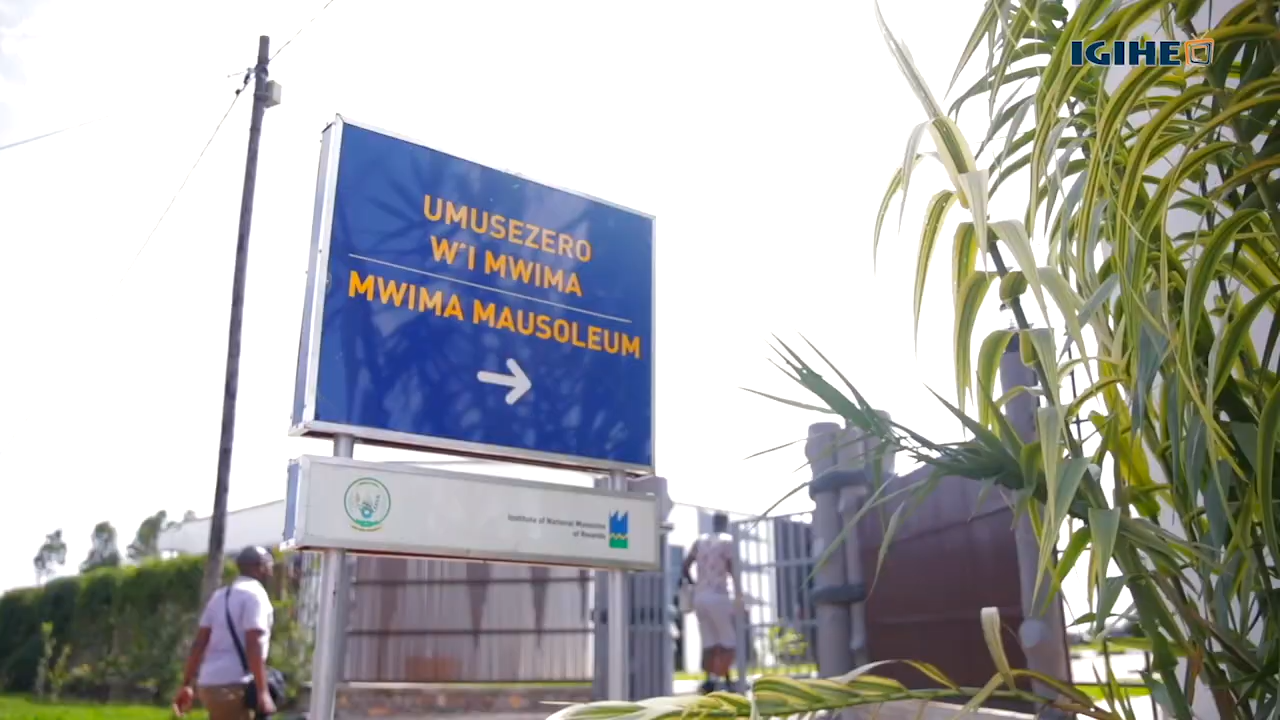 IGIHE
UMUSEZERO
W'I MWIMA
MWIMA MAUSOLEUM
Institute of National Museums
of Rwanda